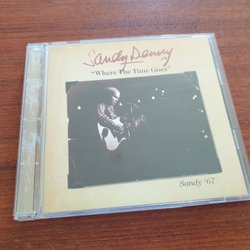 Sandy Denny
"Where The Time Goes"
Sandy '67